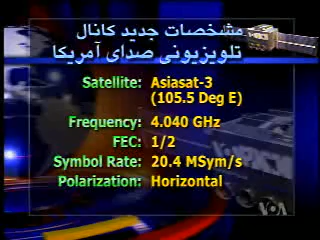 مشخصات جدید کانال
تلویزیونی صدای آمریکا
Satellite: Asiasat-3
(105.5 Deg E)
Frequency: 4.040 GHz
FEC: 1/2
Symbol Rate: 20.4 MSym/s
Polarization: Horizontal
VOA